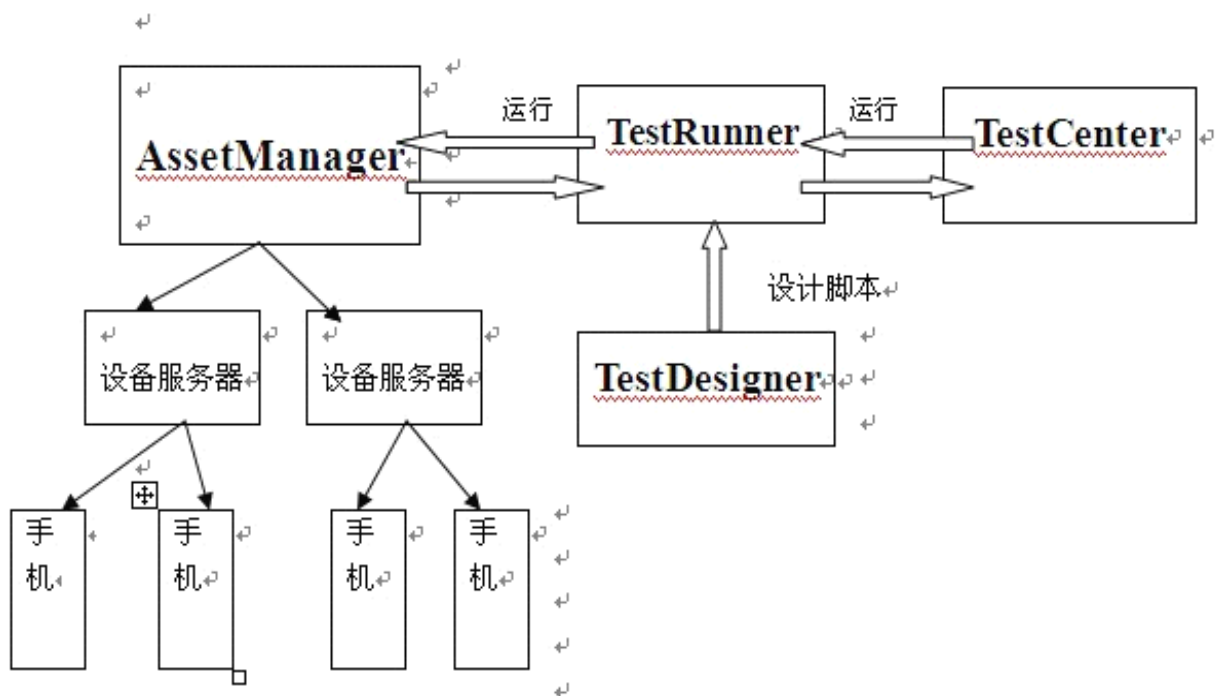 运行
运行
AssetManager
TestRunner
TestCenter
设计脚本
设备服务器
设备服务器
TestDesigner
手
机
手
机
手
机
手
机